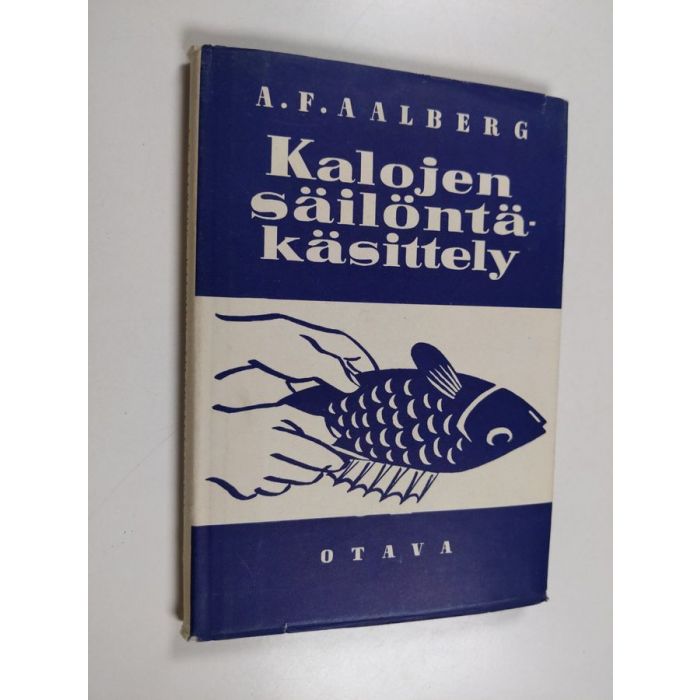 A. F. AALBERG
Kalojen
säilöntä-
käsittely
OTAVA